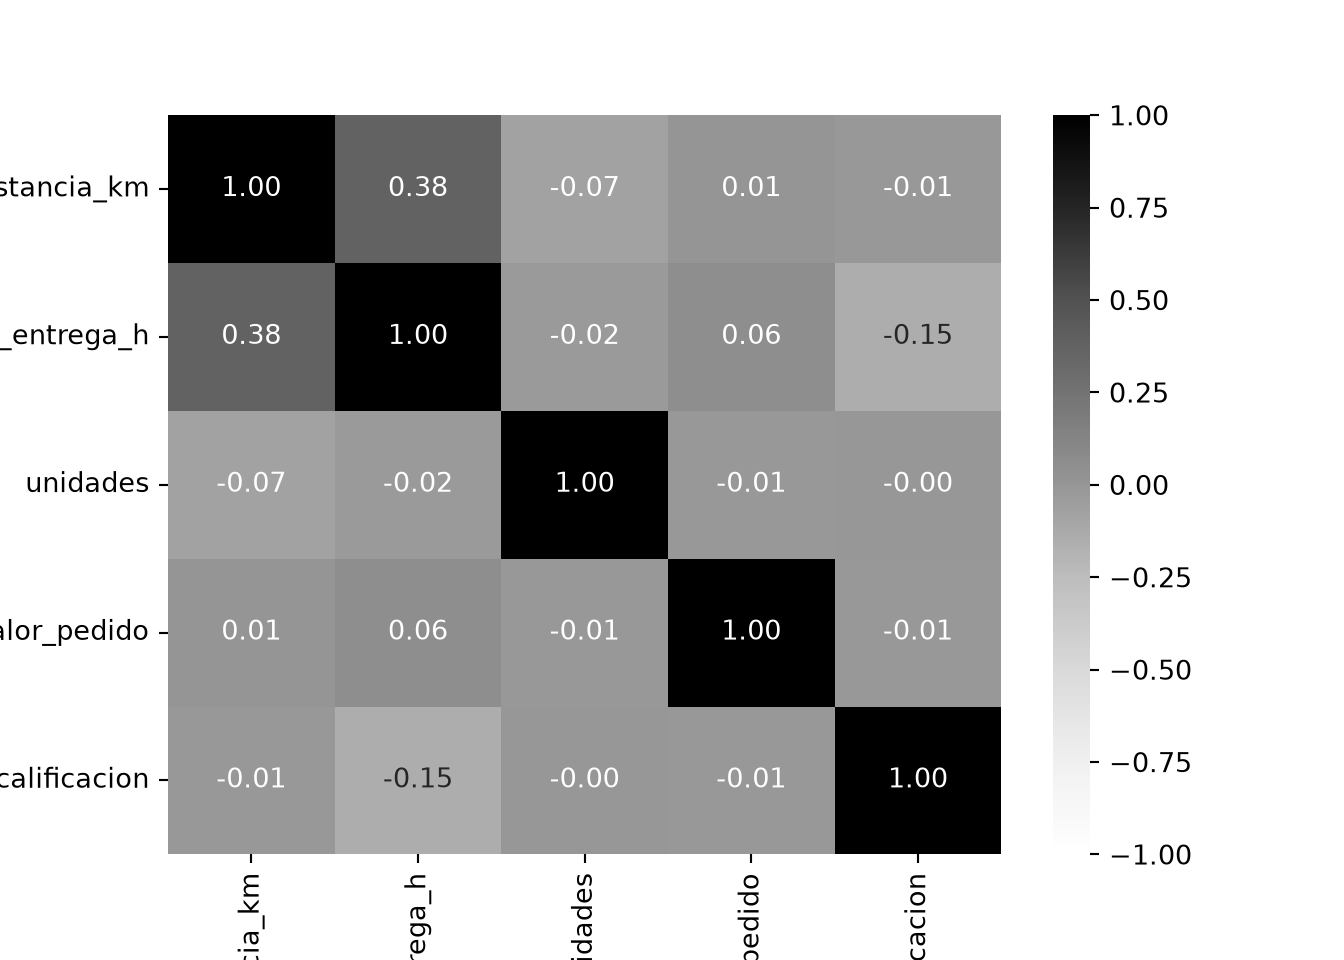 stancia_km 1.00 0.38 -0.07 0.01 -0.01
_entrega_h 0.38 1.00 -0.02 0.06 -0.15
unidades -0.07 -0.02 1.00 -0.01 -0.00
alor_pedido 0.01 0.06 -0.01 1.00 -0.01
calificacion -0.01 -0.15 -0.00 -0.01 1.00
cia_km
rega_h
idades
pedido
cacion
1.00
0.75
0.50
0.25
0.00
−0.25
−0.50
−0.75
−1.00